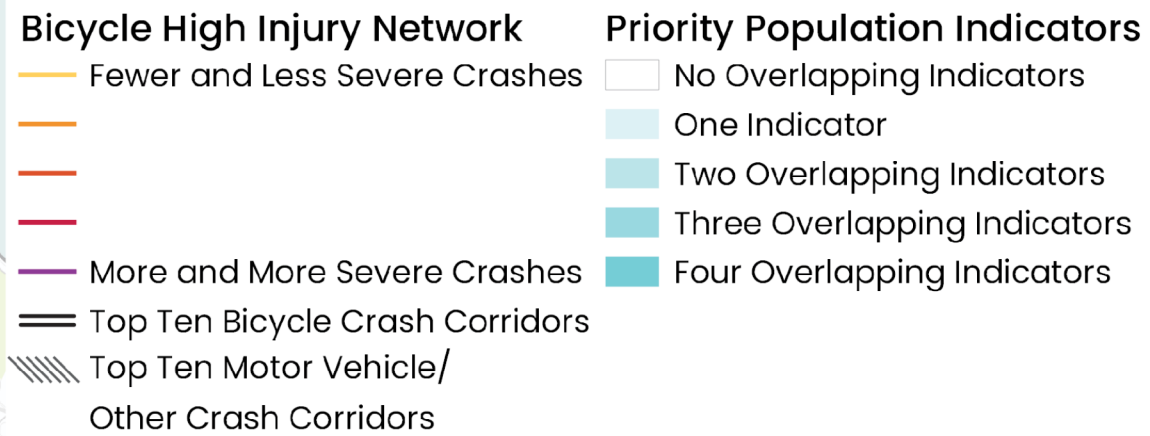 Bicycle High Injury Network
Fewer and Less Severe Crashes
More and More Severe Crashes
Top Ten Bicycle Crash Corridors
Top Ten Motor Vehicle/
Other Crash Corridors
Priority Population Indicators
No Overlapping Indicators
One Indicator
Two Overlapping Indicators
Three Overlapping Indicators
Four Overlapping Indicators